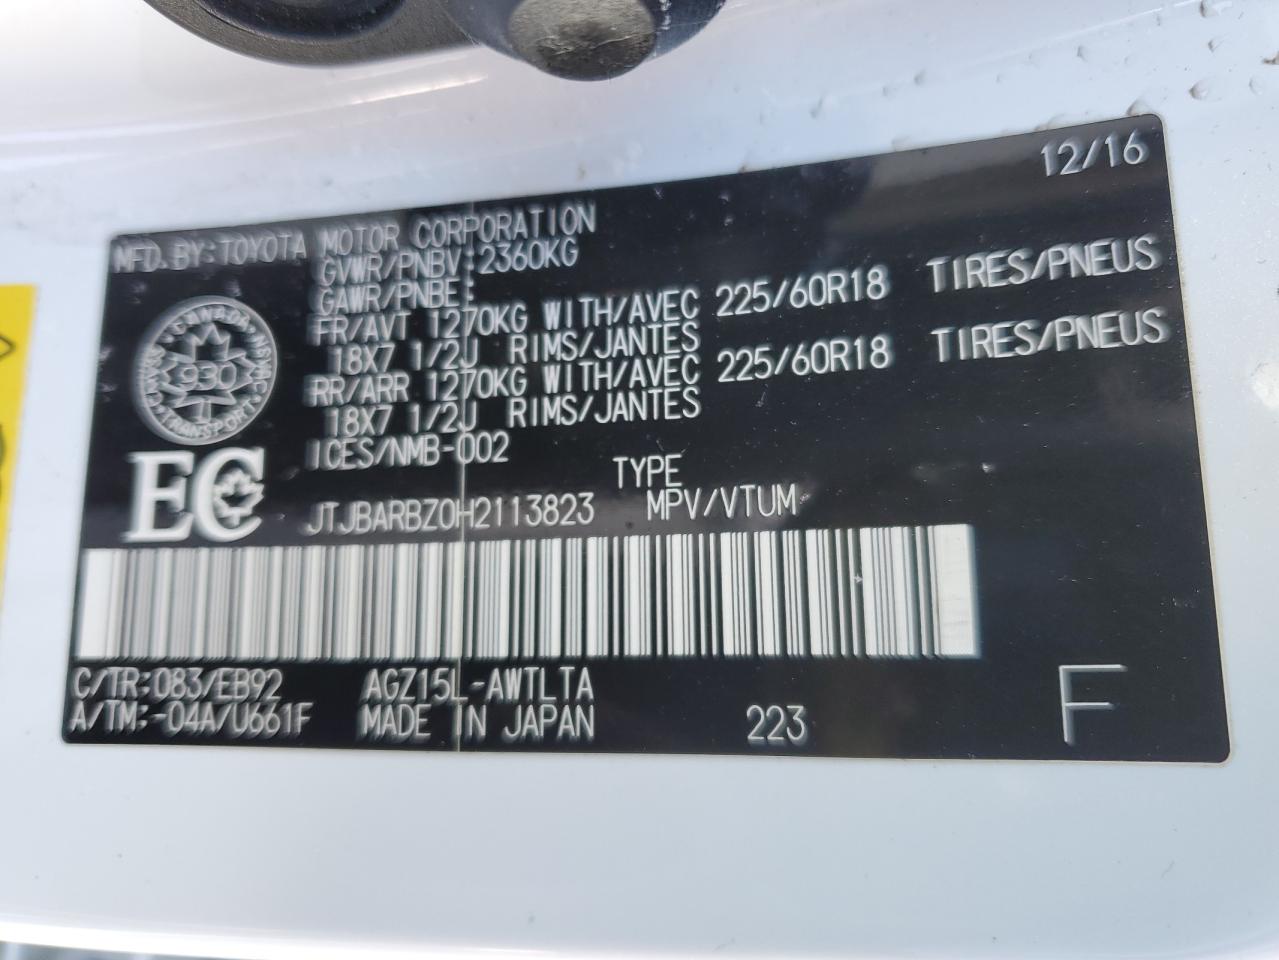 12/16
MFD.BY:TOYOTA MOTOR CORPORATION
GVWR/PNBV:2360KG
GAWR/PNBE:
FR/AVT 1270KG WITH/AVEC 225/60R18 TIRES/PNEUS
18X7 1/2J RIMS/JANTES
RR/ARR 1270KG WITH/AVEC 225/60R18 TIRES/PNEUS
18X7 1/2J RIMS/JANTES
ICES/NMB-002
CANADA
930
TRANSPORT
EC
TYPE
JTJBARBZ0H2113823 MPV/VTUM
C/TR:083/EB92 AGZ15L-AWTLTA
A/TM:-04A/U661F MADE IN JAPAN 223
F